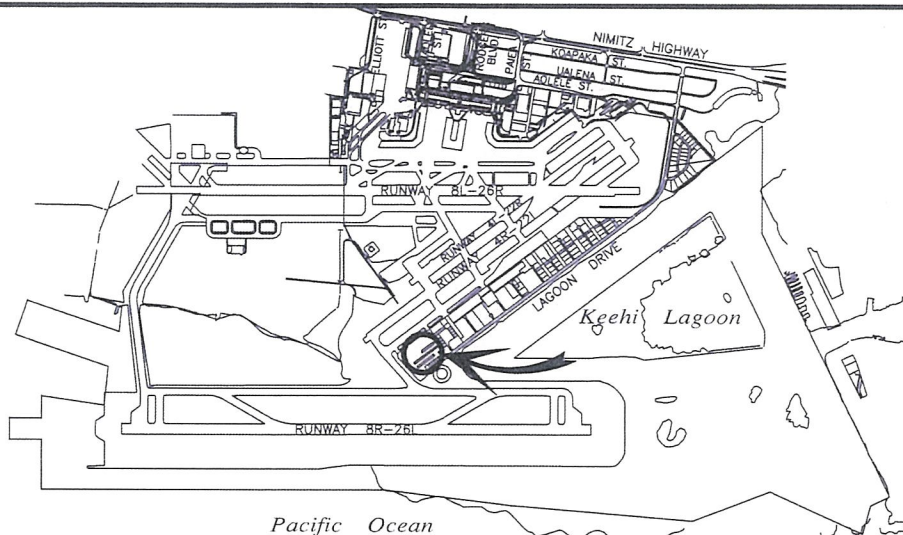 NIMITZ HIGHWAY
ELLIOTT ST
ST
RODGERS
BLVD
PAIEA
ST
KOAPAKA ST.
UALENA ST.
AOLELE ST.
RUNWAY 8L-26R
RUNWAY 4L-22R
RUNWAY 4R-22L
LAGOON DRIVE
Keehi Lagoon
RUNWAY 8R-26L
Pacific Ocean